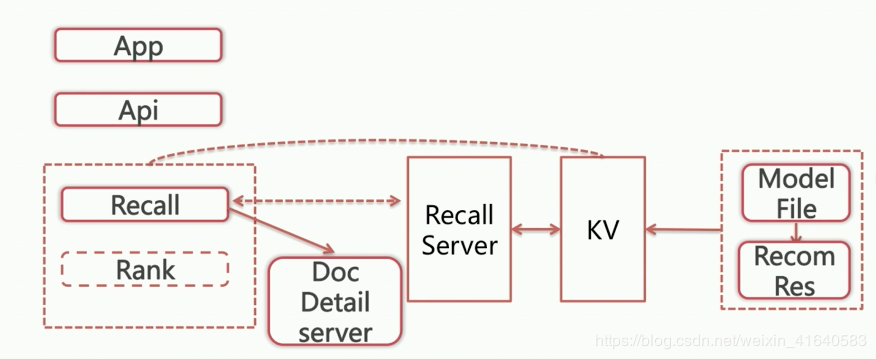 App
Api
Recall
Rank
Doc
Detail
server
Recall
Server
KV
Model
File
Recom
Res
https://blog.csdn.net/weixin_41640583